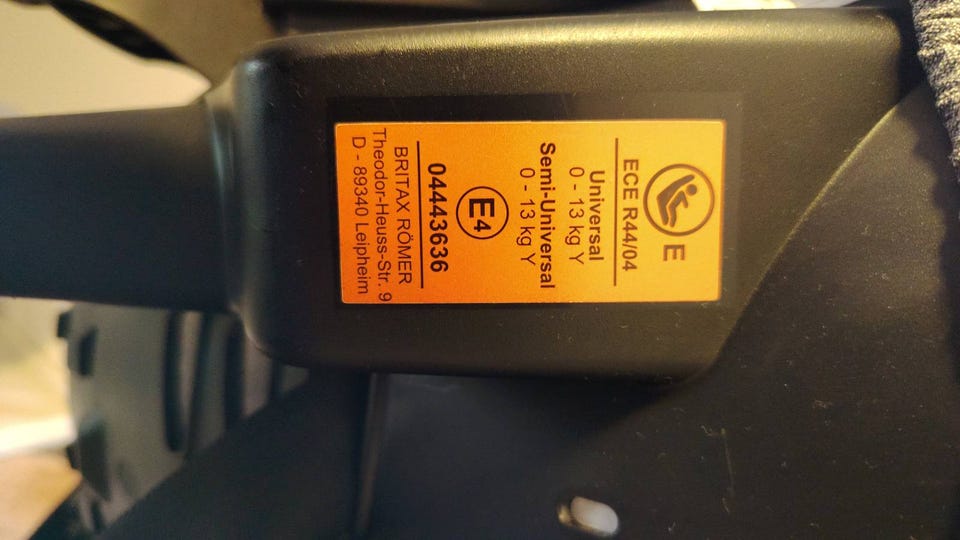 E
ECE R44/04
Universal
0 - 13 kg Y
Semi-Universal
0 - 13 kg Y
E4
04443636
BRITAX RÖMER
Theodor-Heuss-Str. 9
D - 89340 Leipheim